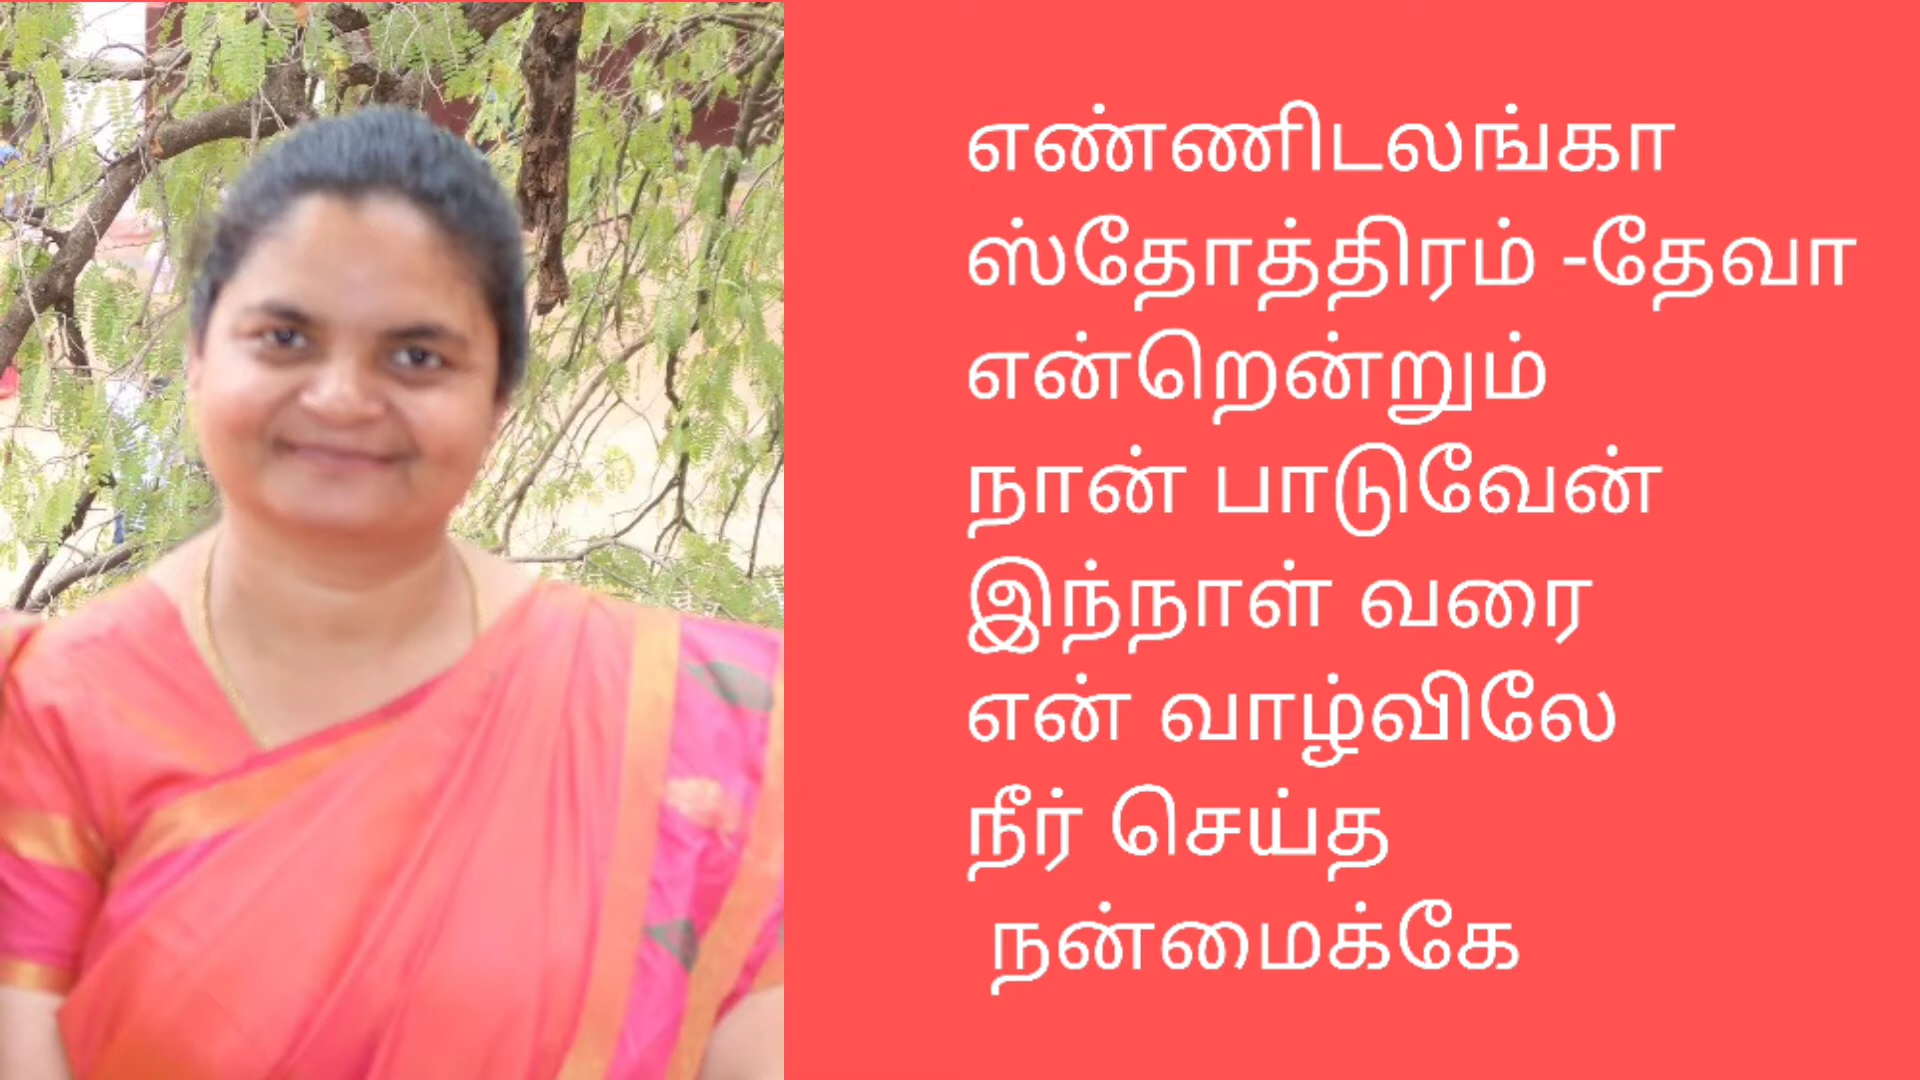 எண்ணிடலங்கா
ஸ்தோத்திரம் -தேவா
என்றென்றும்
நான் பாடுவேன்
இந்நாள் வரை
என் வாழ்விலே
நீர் செய்த
நன்மைக்கே